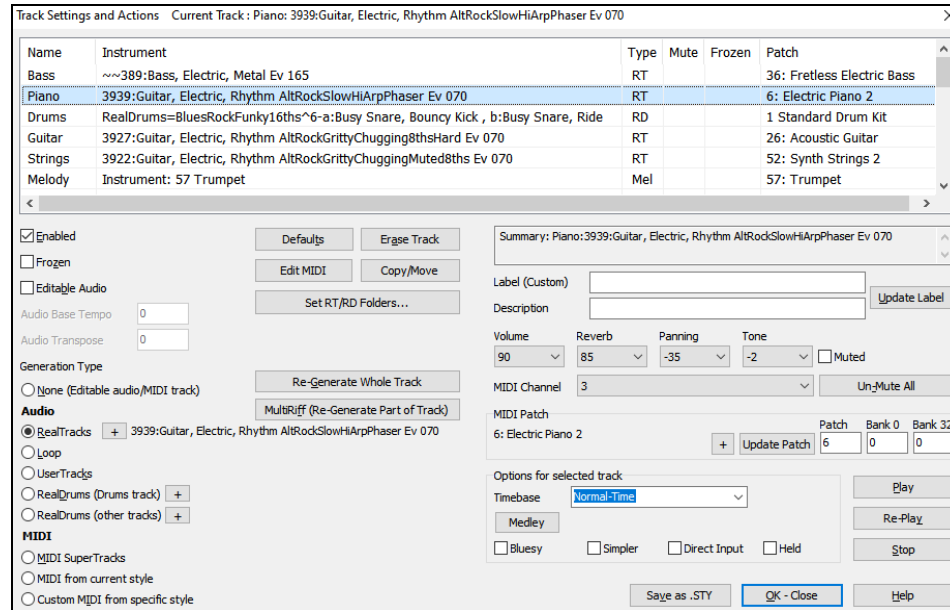 Track Settings and Actions Current Track : Piano: 3939:Guitar, Electric, Rhythm AltRockSlowHiArpPhaser Ev 070
Name Instrument Type Mute Frozen Patch
Bass ~~389:Bass, Electric, Metal Ev 165 RT 36: Fretless Electric Bass
Piano 3939:Guitar, Electric, Rhythm AltRockSlowHiArpPhaser Ev 070 RT 6: Electric Piano 2
Drums RealDrums=BluesRockFunky16ths^6-a:Busy Snare, Bouncy Kick , b:Busy Snare, Ride RD 1 Standard Drum Kit
Guitar 3927:Guitar, Electric, Rhythm AltRockGrittyChugging8thsHard Ev 070 RT 26: Acoustic Guitar
Strings 3922:Guitar, Electric, Rhythm AltRockGrittyChuggingMuted8ths Ev 070 RT 52: Synth Strings 2
Melody Instrument: 57 Trumpet Mel 57: Trumpet
Enabled
Frozen
Editable Audio
Audio Base Tempo 0
Audio Transpose 0
Generation Type
None (Editable audio/MIDI track)
Audio
RealTracks + 3939:Guitar, Electric, Rhythm AltRockSlowHiArpPhaser Ev 070
Loop
UserTracks
RealDrums (Drums track) +
RealDrums (other tracks) +
MIDI
MIDI SuperTracks
MIDI from current style
Custom MIDI from specific style
Defaults Erase Track
Edit MIDI Copy/Move
Set RT/RD Folders...
Re-Generate Whole Track
MultiRiff (Re-Generate Part of Track)
Summary: Piano:3939:Guitar, Electric, Rhythm AltRockSlowHiArpPhaser Ev 070
Label (Custom)
Description
Update Label
Volume Reverb Panning Tone
90 85 -35 -2 Muted
MIDI Channel 3 Un-Mute All
MIDI Patch
6: Electric Piano 2
Patch Bank 0 Bank 32
+ Update Patch 6 0 0
Options for selected track
Timebase Normal-Time
Medley
Bluesy Simpler Direct Input Held
Play
Re-Play
Stop
Save as .STY OK - Close Help